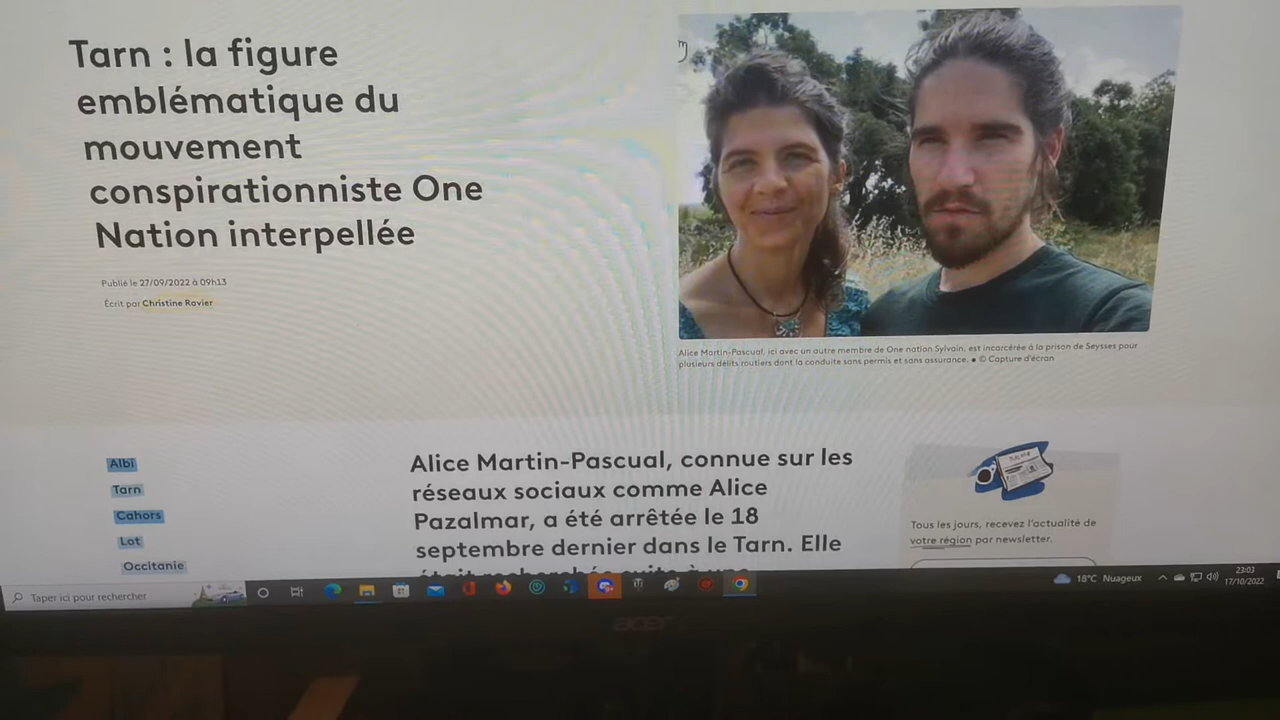 Tarn : la figure
emblématique du
mouvement
conspirationniste One
Nation interpellée
Publié le 27/09/2022 à 09h13
Écrit par Christine Ravier
Alice Martin-Pascual, ici avec un autre membre de One nation Sylvain, est incarcérée à la prison de Seysses pour
plusieurs délits routiers dont la conduite sans permis et sans assurance. • © Capture d'écran
Albi
Tarn
Cahors
Lot
Occitanie
Alice Martin-Pascual, connue sur les
réseaux sociaux comme Alice
Pazalmar, a été arrêtée le 18
septembre dernier dans le Tarn. Elle
Tous les jours, recevez l'actualité de
votre région par newsletter.
Taper ici pour rechercher
18°C Nuageux
23:03
17/10/2022
acer